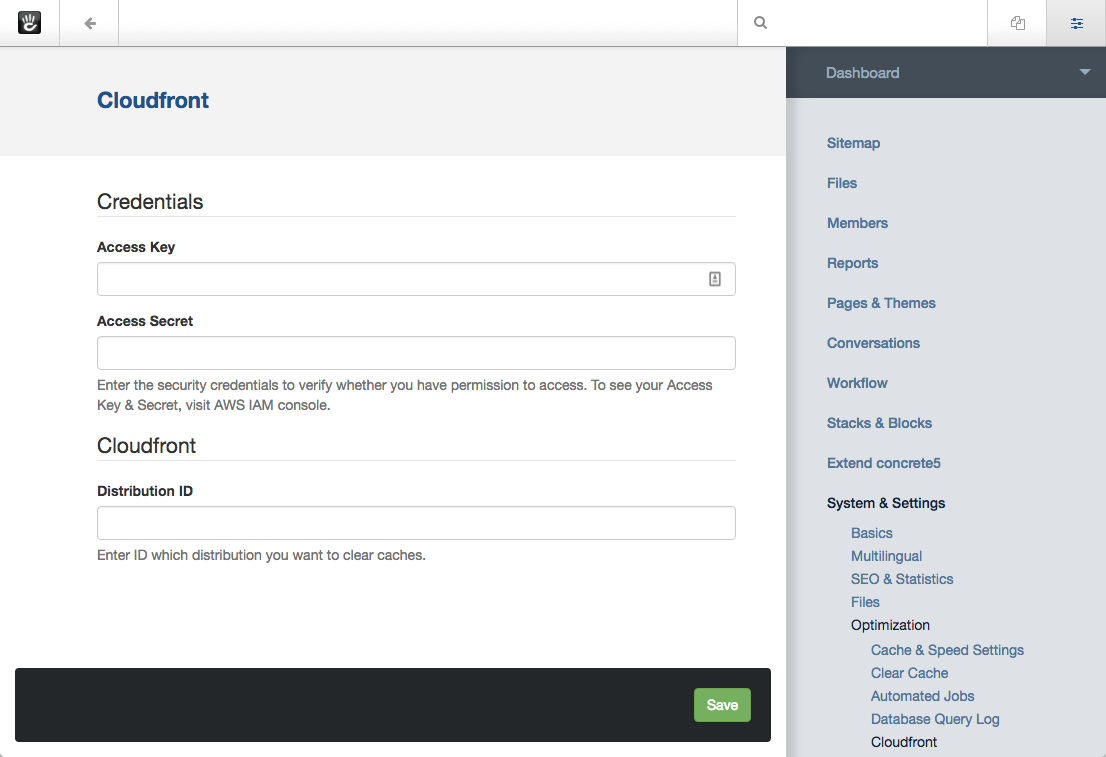 Cloudfront
Credentials
Access Key
Access Secret
Enter the security credentials to verify whether you have permission to access. To see your Access
Key & Secret, visit AWS IAM console.
Cloudfront
Distribution ID
Enter ID which distribution you want to clear caches.
Save
Dashboard
Sitemap
Files
Members
Reports
Pages & Themes
Conversations
Workflow
Stacks & Blocks
Extend concrete5
System & Settings
Basics
Multilingual
SEO & Statistics
Files
Optimization
Cache & Speed Settings
Clear Cache
Automated Jobs
Database Query Log
Cloudfront